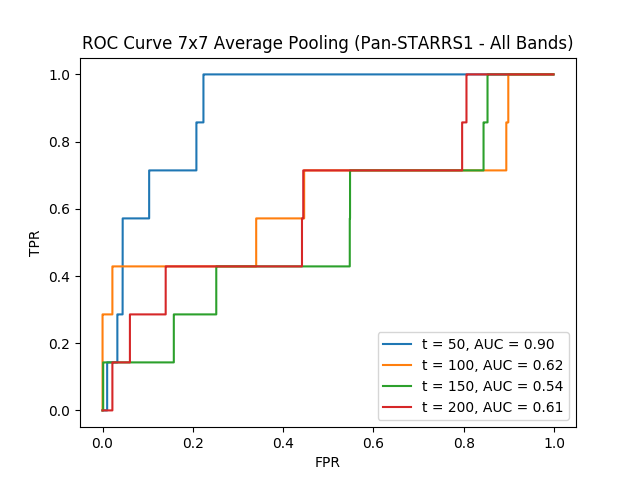 ROC Curve 7x7 Average Pooling (Pan-STARRS1 - All Bands)
1.0
0.8
0.6
0.4
0.2
0.0
TPR
t = 50, AUC = 0.90
t = 100, AUC = 0.62
t = 150, AUC = 0.54
t = 200, AUC = 0.61
0.0 0.2 0.4 0.6 0.8 1.0
FPR